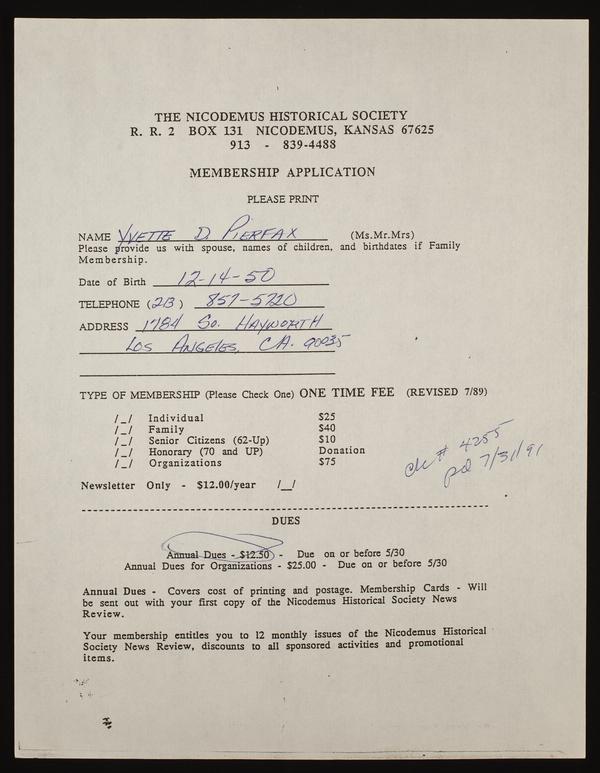 THE NICODEMUS HISTORICAL SOCIETY
R. R. 2 BOX 131 NICODEMUS, KANSAS 67625
913 - 839-4488
MEMBERSHIP APPLICATION
PLEASE PRINT
NAME YVETTE D. PIERFAX (Ms.Mr.Mrs)
Please provide us with spouse, names of children, and birthdates if Family
Membership.
Date of Birth 12-14-50
TELEPHONE (213) 857-5720
ADDRESS 1784 So. HAYWORTH
LOS ANGELES, CA. 90035
TYPE OF MEMBERSHIP (Please Check One) ONE TIME FEE (REVISED 7/89)
/_/ Individual $25
/_/ Family $40
/_/ Senior Citizens (62-Up) $10
/_/ Honorary (70 and UP) Donation
/_/ Organizations $75
ck# 4255
pd 7/31/91
Newsletter Only - $12.00/year /_/
DUES
Annual Dues - $12.50 - Due on or before 5/30
Annual Dues for Organizations - $25.00 - Due on or before 5/30
Annual Dues - Covers cost of printing and postage. Membership Cards - Will
be sent out with your first copy of the Nicodemus Historical Society News
Review.
Your membership entitles you to 12 monthly issues of the Nicodemus Historical
Society News Review, discounts to all sponsored activities and promotional
items.